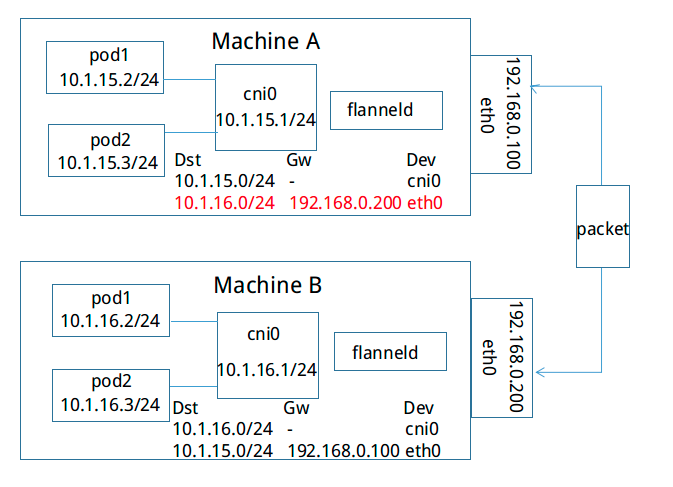 Machine A
pod1
10.1.15.2/24
cni0
10.1.15.1/24
flanneld
pod2
10.1.15.3/24
Dst Gw Dev
10.1.15.0/24 - cni0
10.1.16.0/24 192.168.0.200 eth0
192.168.0.100
eth0
packet
Machine B
pod1
10.1.16.2/24
cni0
10.1.16.1/24
flanneld
pod2
10.1.16.3/24
Dst Gw Dev
10.1.16.0/24 - cni0
10.1.15.0/24 192.168.0.100 eth0
192.168.0.200
eth0